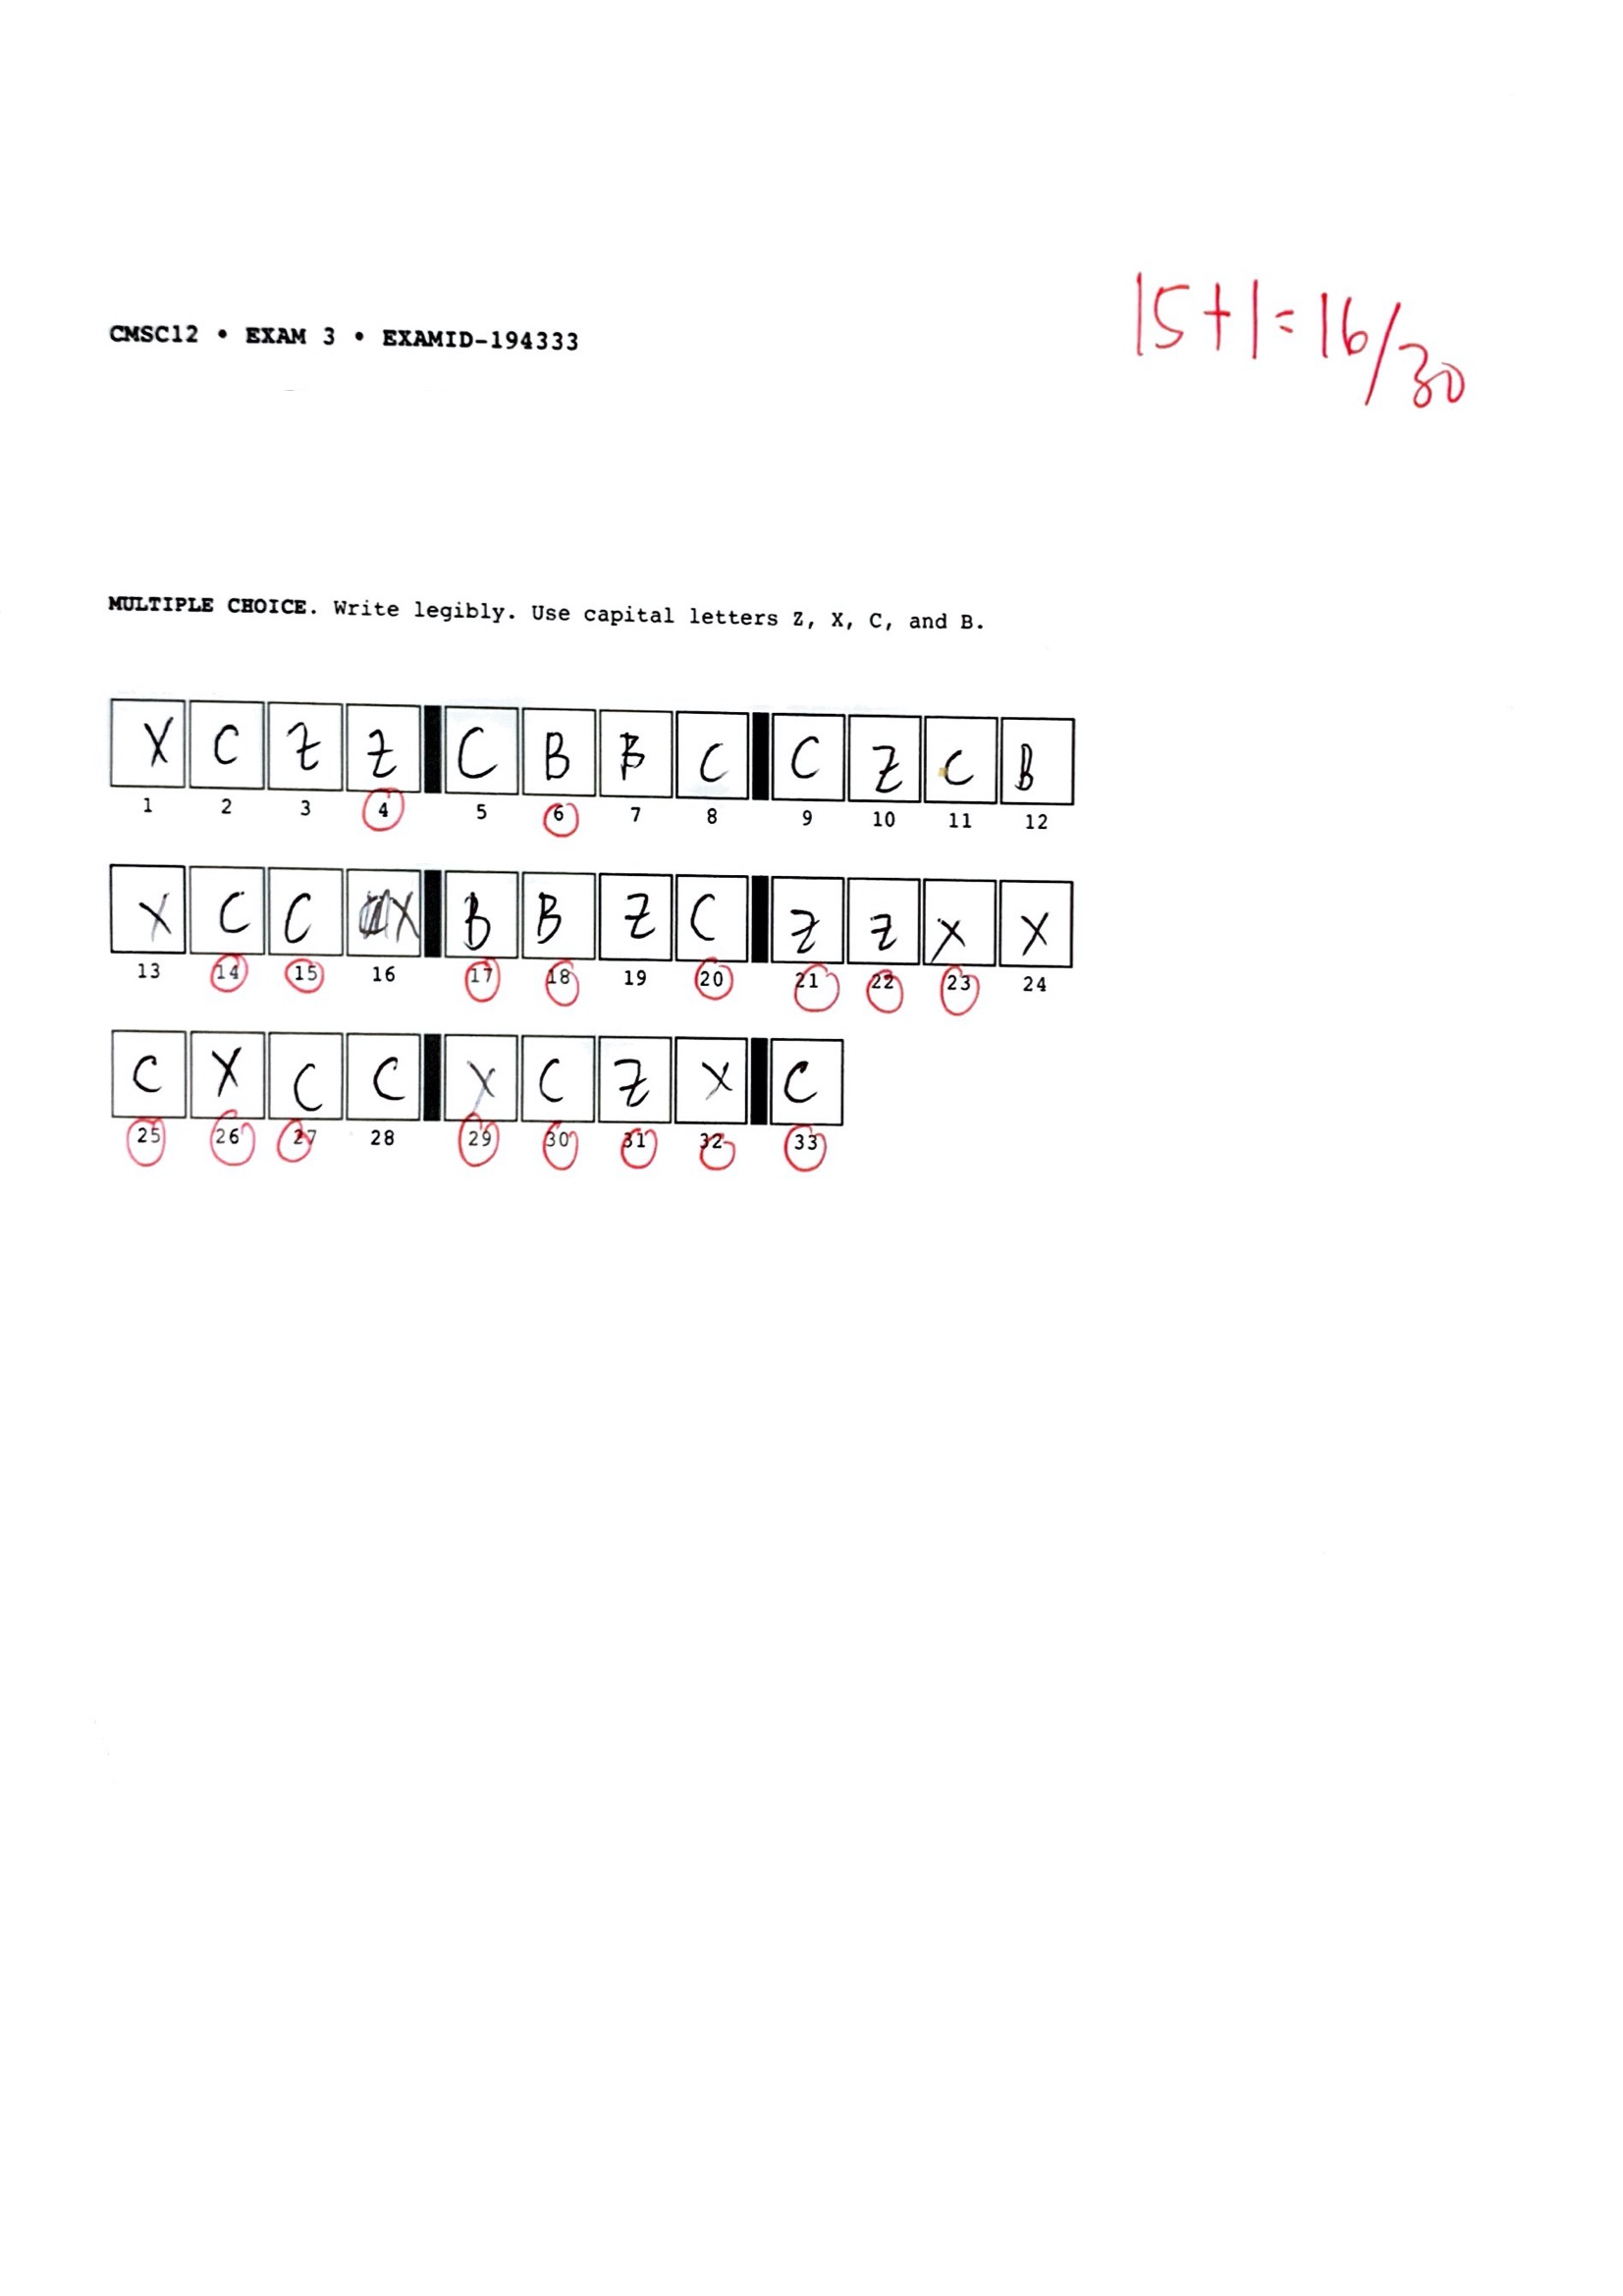 CMSC12 • EXAM 3 • EXAMID-194333
15+1=16/30
MULTIPLE CHOICE. Write legibly. Use capital letters Z, X, C, and B.
X C Z Z C B B C C Z C B
1 2 3 4 5 6 7 8 9 10 11 12
X C C X B B Z C Z Z X X
13 14 15 16 17 18 19 20 21 22 23 24
C X C C X C Z X C
25 26 27 28 29 30 31 32 33